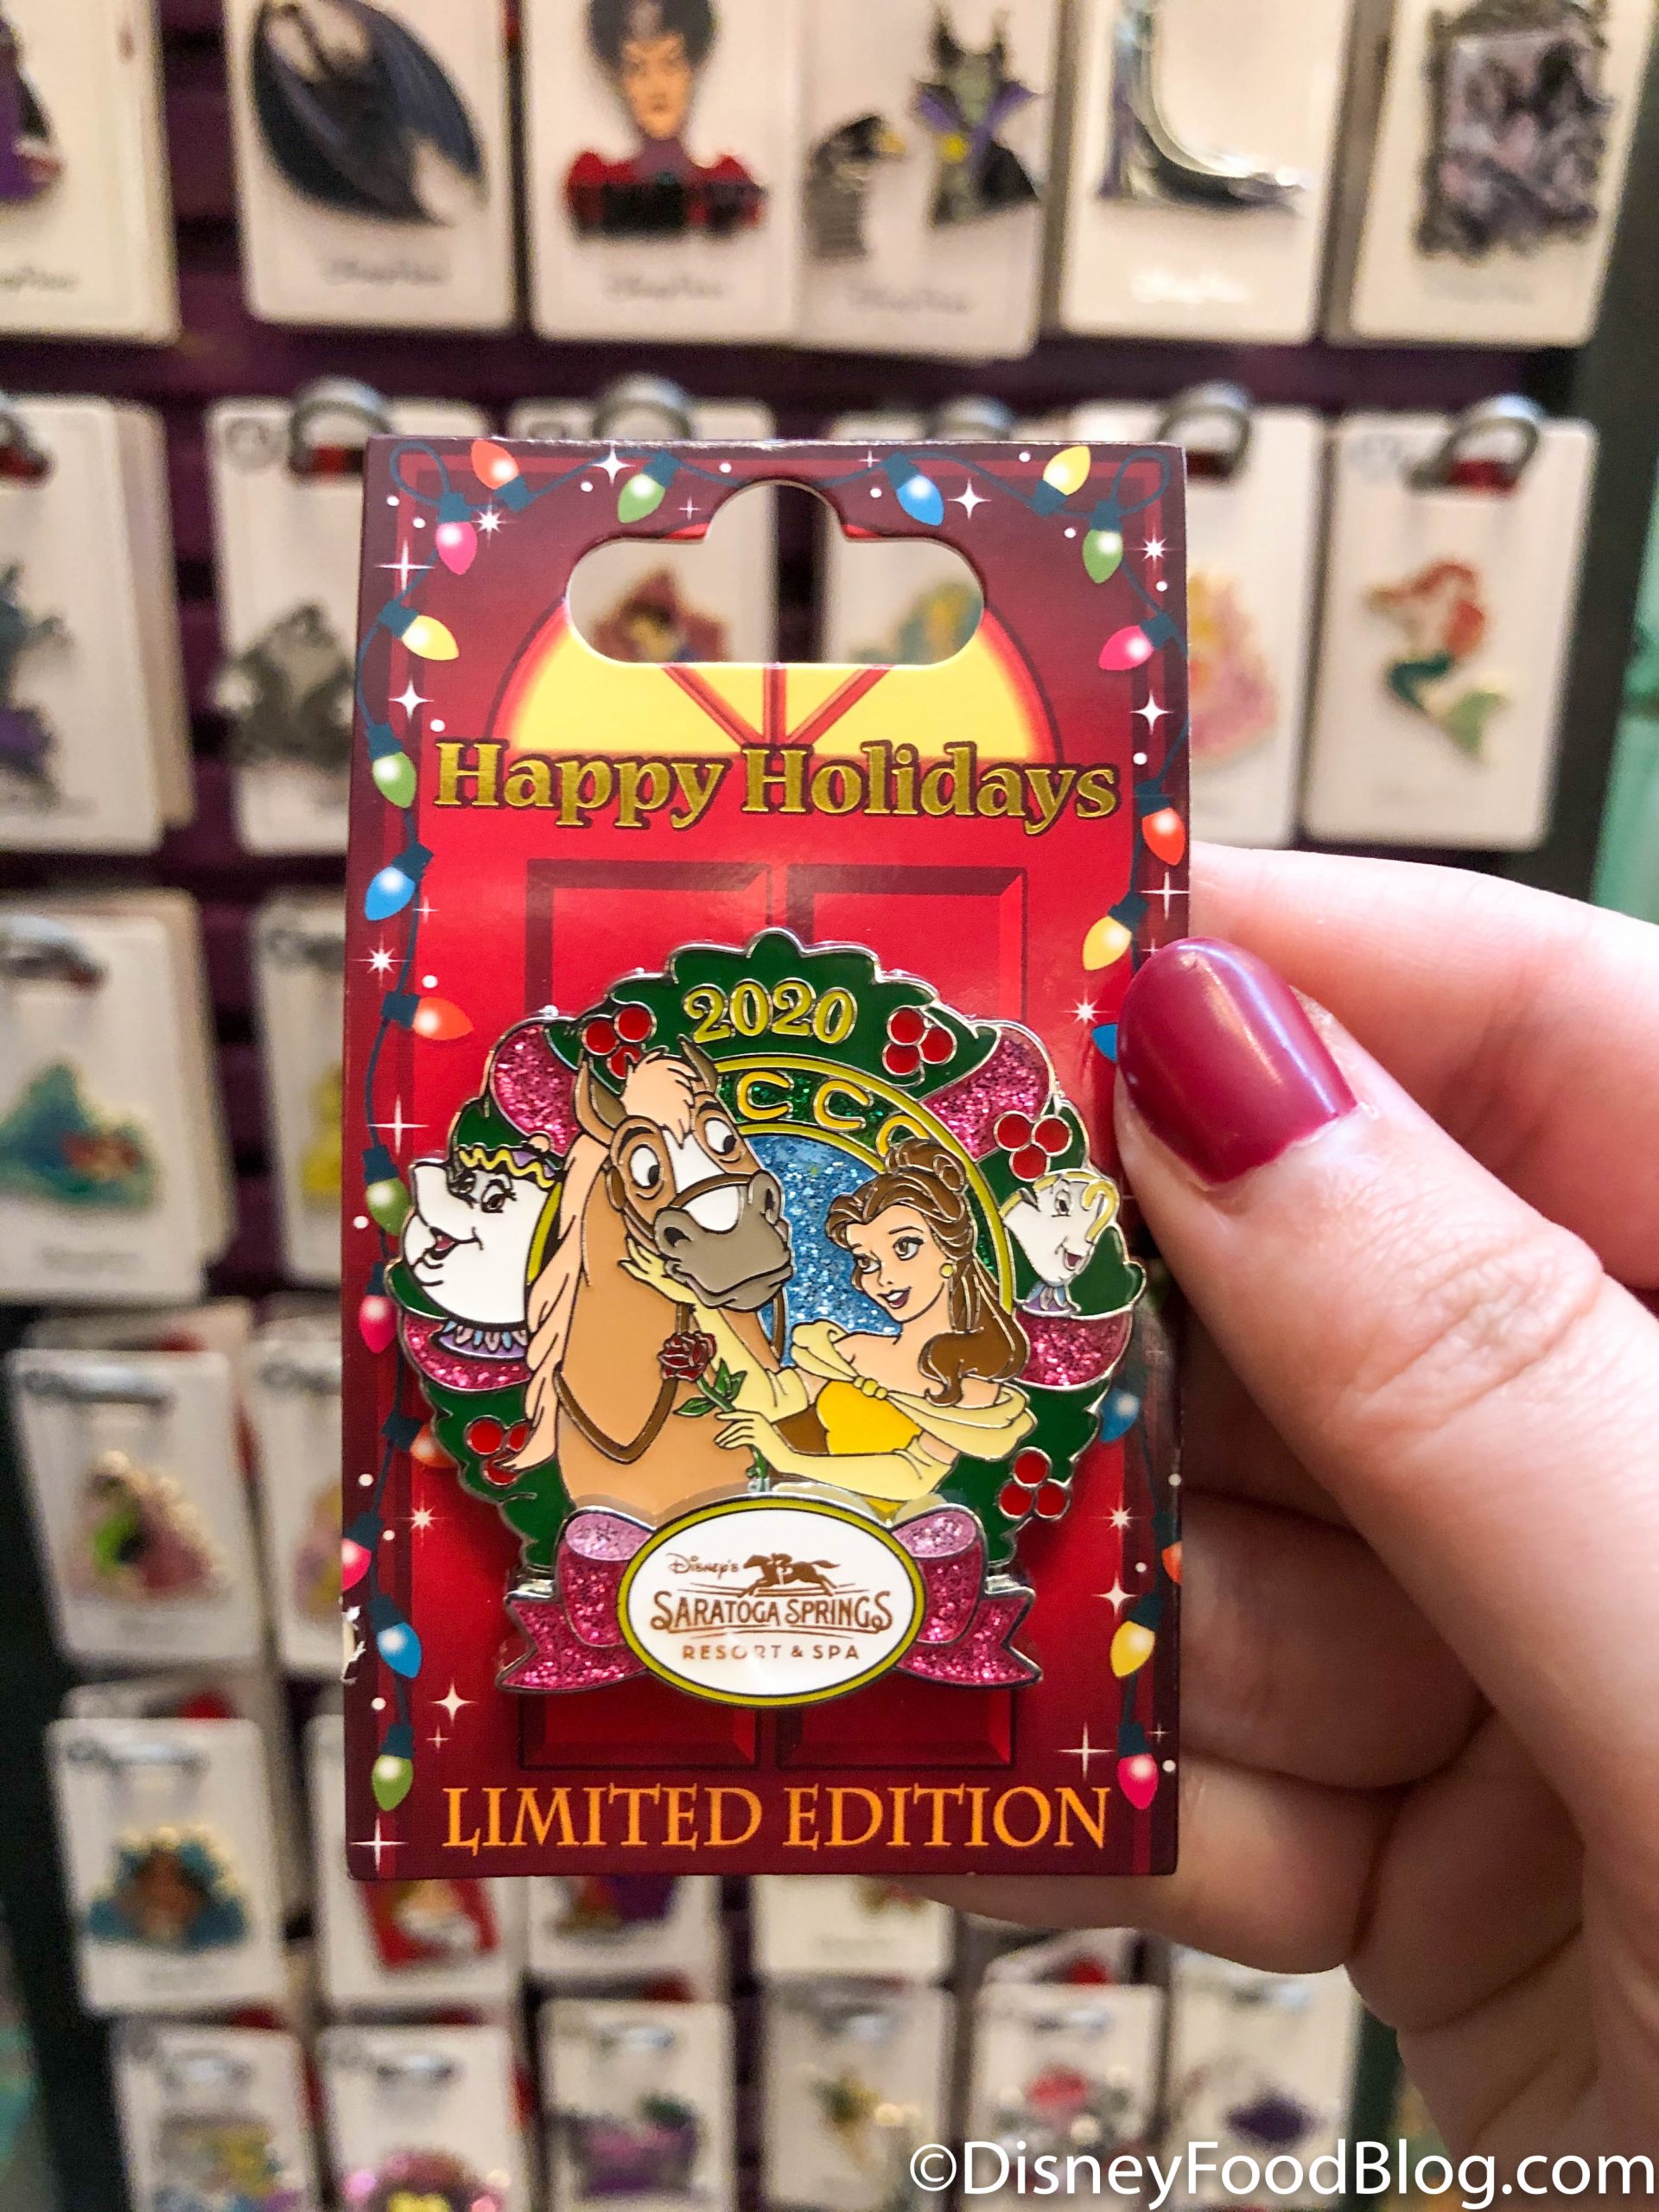 Happy Holidays
2020
Disney's
SARATOGA SPRINGS
RESORT & SPA
LIMITED EDITION
©DisneyFoodBlog.com